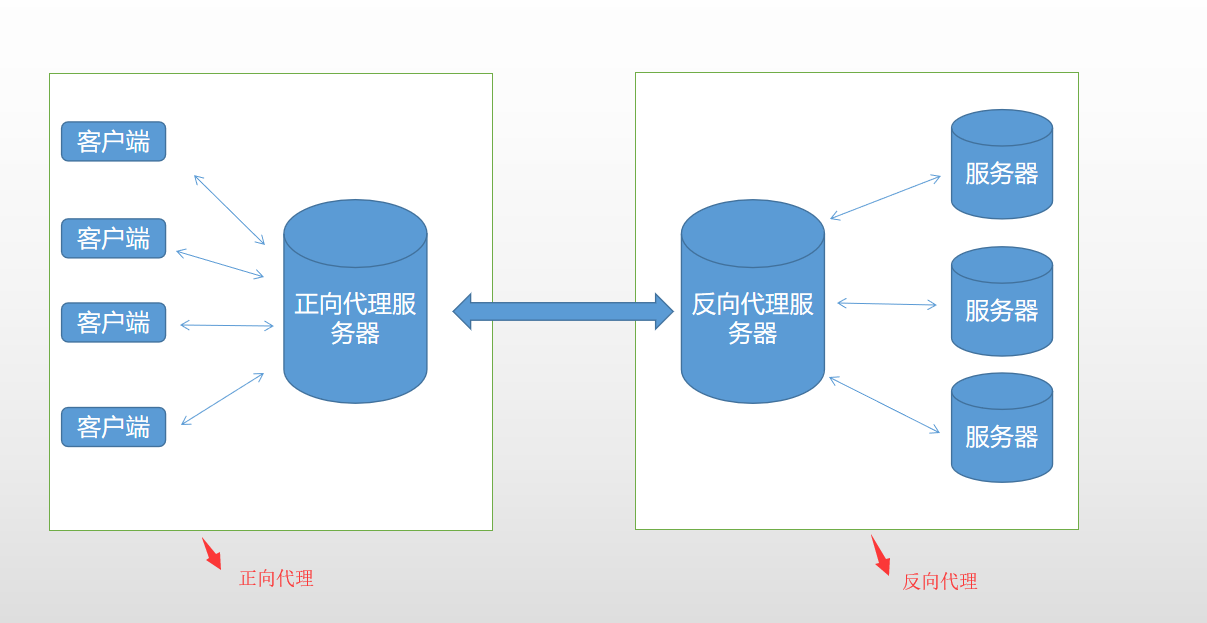 客户端
客户端
客户端
客户端
正向代理服
务器
反向代理服
务器
服务器
服务器
服务器
正向代理
反向代理